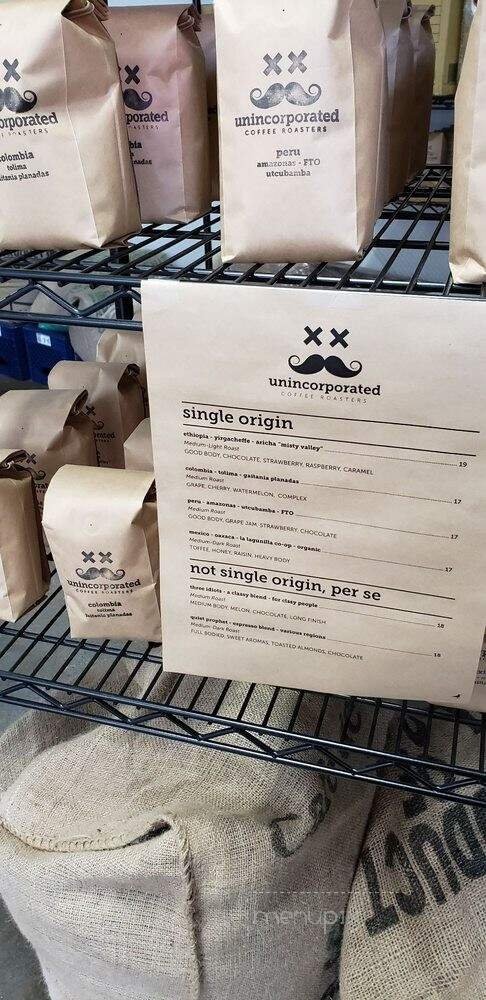 unincorporated
COFFEE ROASTERS
peru
amazonas - FTO
utcubamba
colombia
tolima
unincorporated
COFFEE ROASTERS
single origin
ethiopia - yirgacheffe - aricha "misty valley" 19
Medium-Light Roast
GOOD BODY, CHOCOLATE, STRAWBERRY, RASPBERRY, CARAMEL
colombia - tolima - gaitania planadas 17
Medium Roast
GRAPE, CHERRY, WATERMELON, COMPLEX
peru - amazonas - utcubamba - FTO 17
Medium Roast
GOOD BODY, GRAPE JAM, STRAWBERRY, CHOCOLATE
mexico - oaxaca - la lagunilla co-op - organic 17
Medium-Dark Roast
TOFFEE, HONEY, RAISIN, HEAVY BODY
not single origin, per se
three idiots - a classy blend - for classy people 18
Medium Roast
MEDIUM BODY, MELON, CHOCOLATE, LONG FINISH
quiet prophet - espresso blend - various regions 18
Medium-Dark Roast
FULL BODIED, SWEET AROMAS, TOASTED ALMONDS, CHOCOLATE
unincorporated
COFFEE ROASTERS
colombia
tolima
planadas